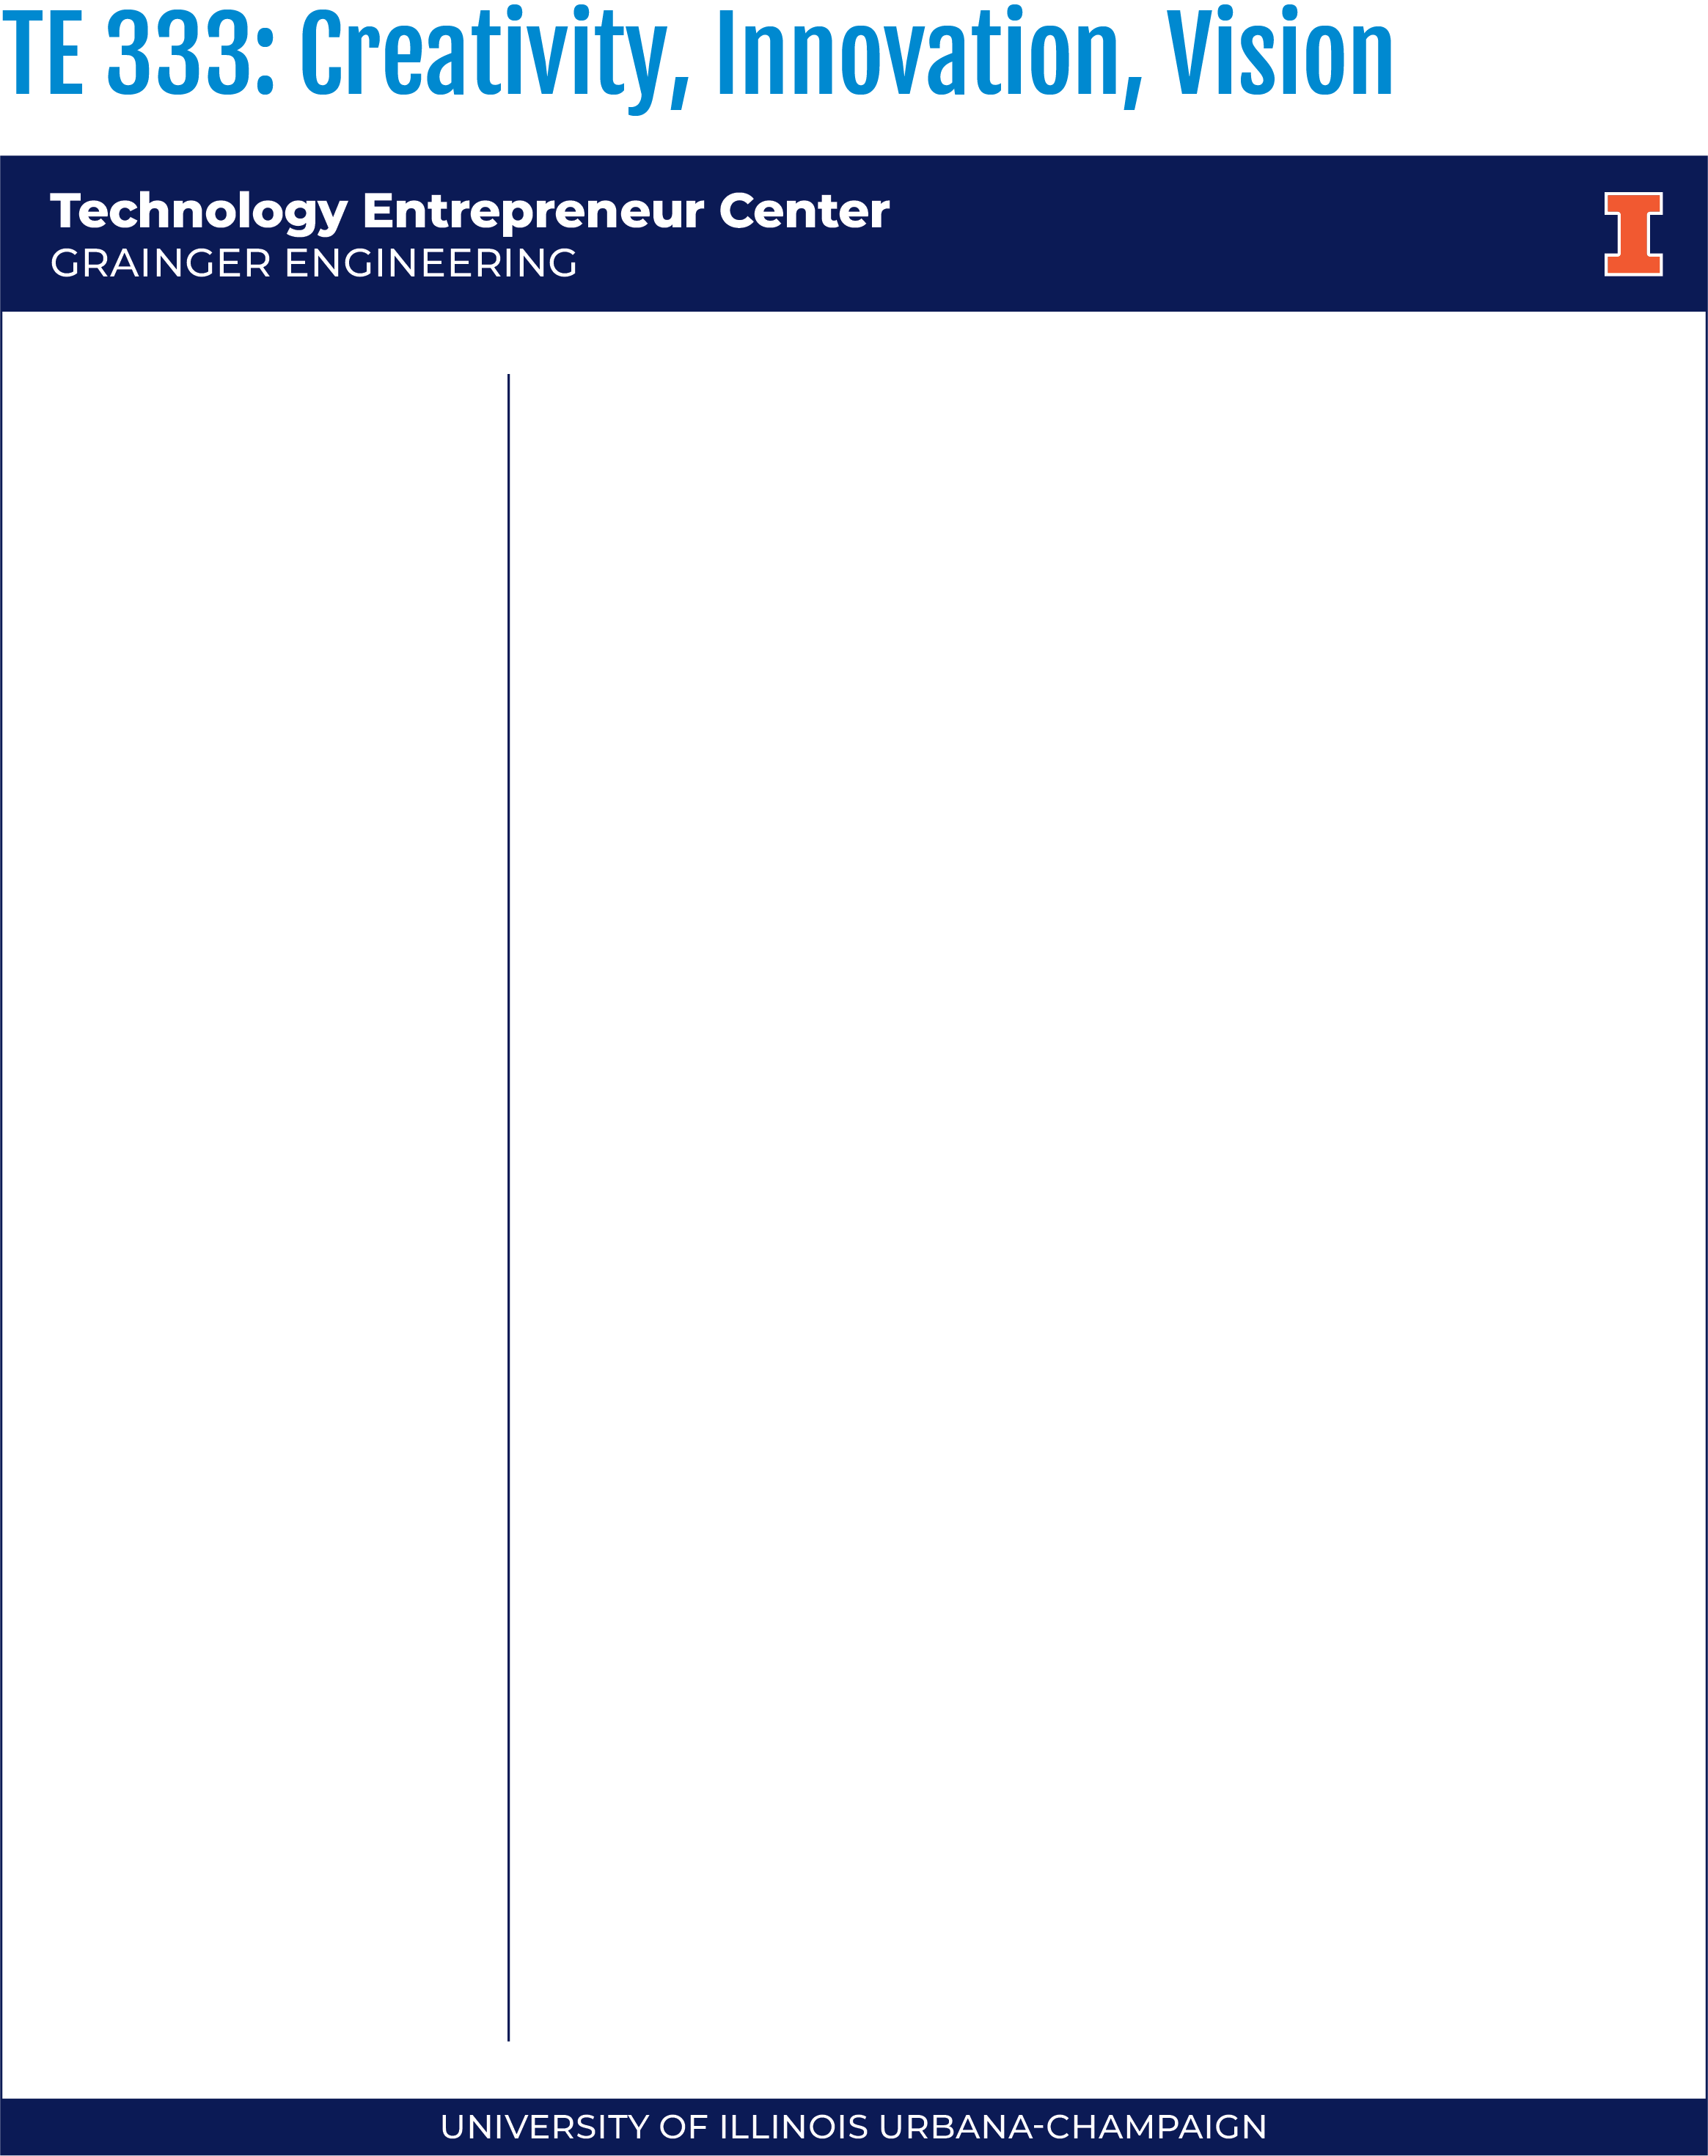 TE 333: Creativity, Innovation, Vision
Technology Entrepreneur Center
GRAINGER ENGINEERING
I
UNIVERSITY OF ILLINOIS URBANA-CHAMPAIGN